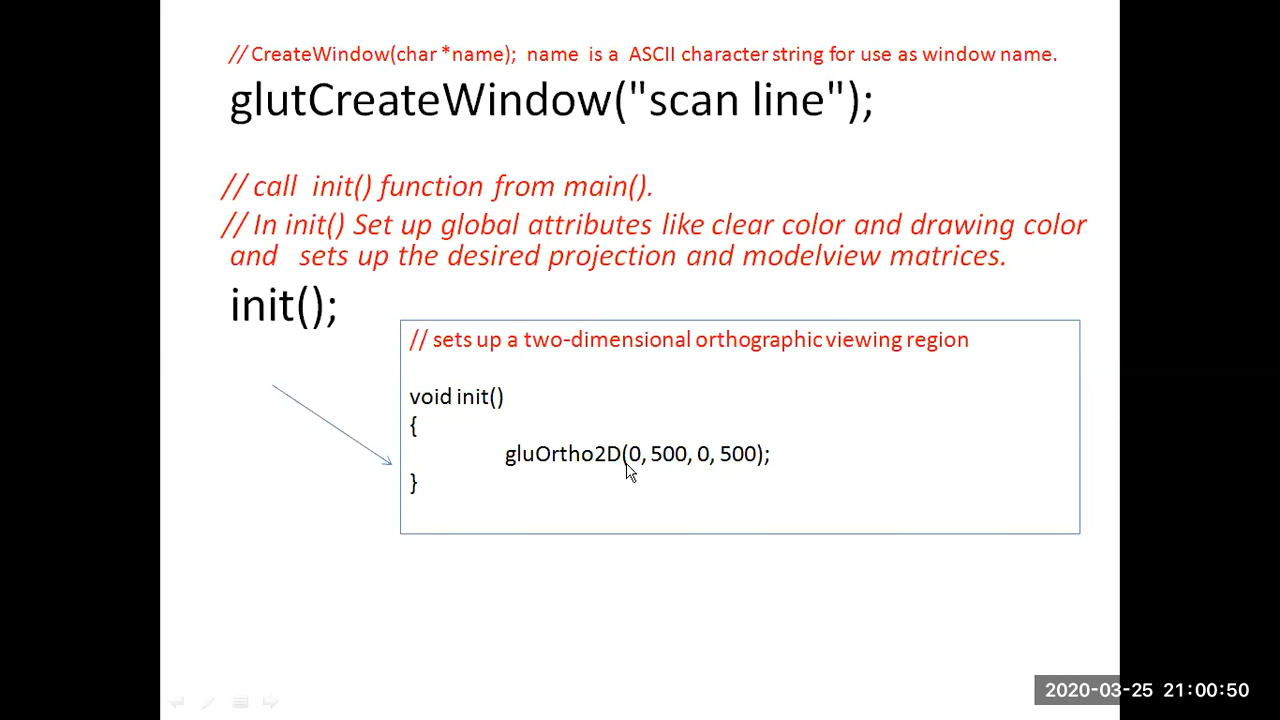 // CreateWindow(char *name); name is a ASCII character string for use as window name.
glutCreateWindow("scan line");
// call init() function from main().
// In init() Set up global attributes like clear color and drawing color
and sets up the desired projection and modelview matrices.
init();
// sets up a two-dimensional orthographic viewing region
void init()
{
gluOrtho2D(0, 500, 0, 500);
}
2020-03-25 21:00:50